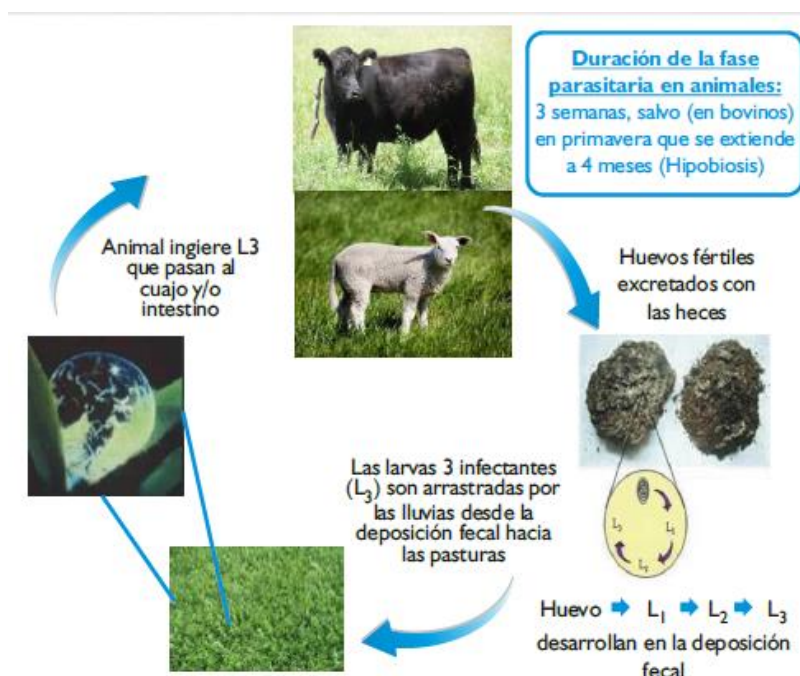 Duración de la fase
parasitaria en animales:
3 semanas, salvo (en bovinos)
en primavera que se extiende
a 4 meses (Hipobiosis)
Animal ingiere L3
que pasan al
cuajo y/o
intestino
Huevos fértiles
excretados con
las heces
Las larvas 3 infectantes
(L₃) son arrastradas por
las lluvias desde la
deposición fecal hacia
las pasturas
Huevo ➡ L₁ ➡ L₂ ➡ L₃
desarrollan en la deposición
fecal